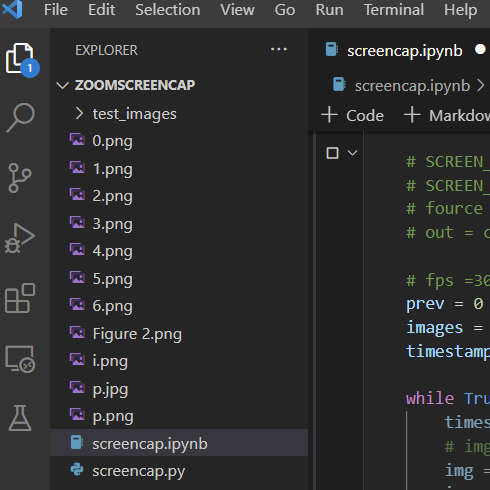 File Edit Selection View Go Run Terminal Help
EXPLORER ···
screencap.ipynb
1
ZOOMSCREENCAP
screencap.ipynb
test_images
Code Markdow
0.png
1.png
2.png
3.png
4.png
5.png
6.png
Figure 2.png
i.png
p.jpg
p.png
screencap.ipynb
screencap.py
# SCREEN_
# SCREEN_
# fource
# out = c
# fps =30
prev = 0
images =
timestamp
while Tru
times
# img
img =